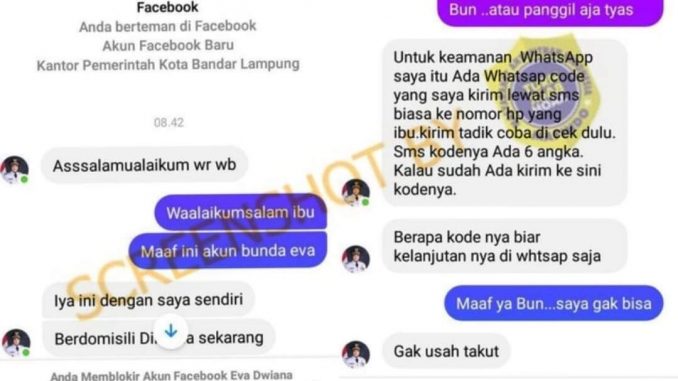 Facebook
Anda berteman di Facebook
Akun Facebook Baru
Kantor Pemerintah Kota Bandar Lampung
08.42
Asssalamualaikum wr wb
Waalaikumsalam ibu
Maaf ini akun bunda eva
Iya ini dengan saya sendiri
Berdomisili sekarang
Anda Memblokir Akun Facebook Eva Dwiana
Bun ..atau panggil aja tyas
Untuk keamanan WhatsApp
saya itu Ada Whatsap code
yang saya kirim lewat sms
biasa ke nomor hp yang
ibu.kirim tadik coba di cek dulu.
Sms kodenya Ada 6 angka.
Kalau sudah Ada kirim ke sini
kodenya.
Berapa kode nya biar
kelanjutan nya di whtsap saja
Maaf ya Bun...saya gak bisa
Gak usah takut
SCREENSHOT BY